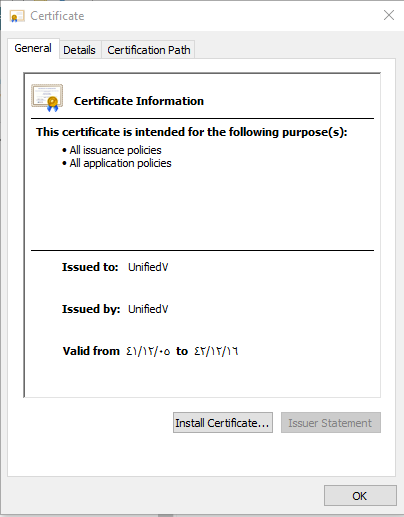 Certificate
General Details Certification Path
Certificate Information
This certificate is intended for the following purpose(s):
• All issuance policies
• All application policies
Issued to: UnifiedV
Issued by: UnifiedV
Valid from ٤١/١٢/٠٥ to ٤٢/١٢/١٦
Install Certificate... Issuer Statement
OK